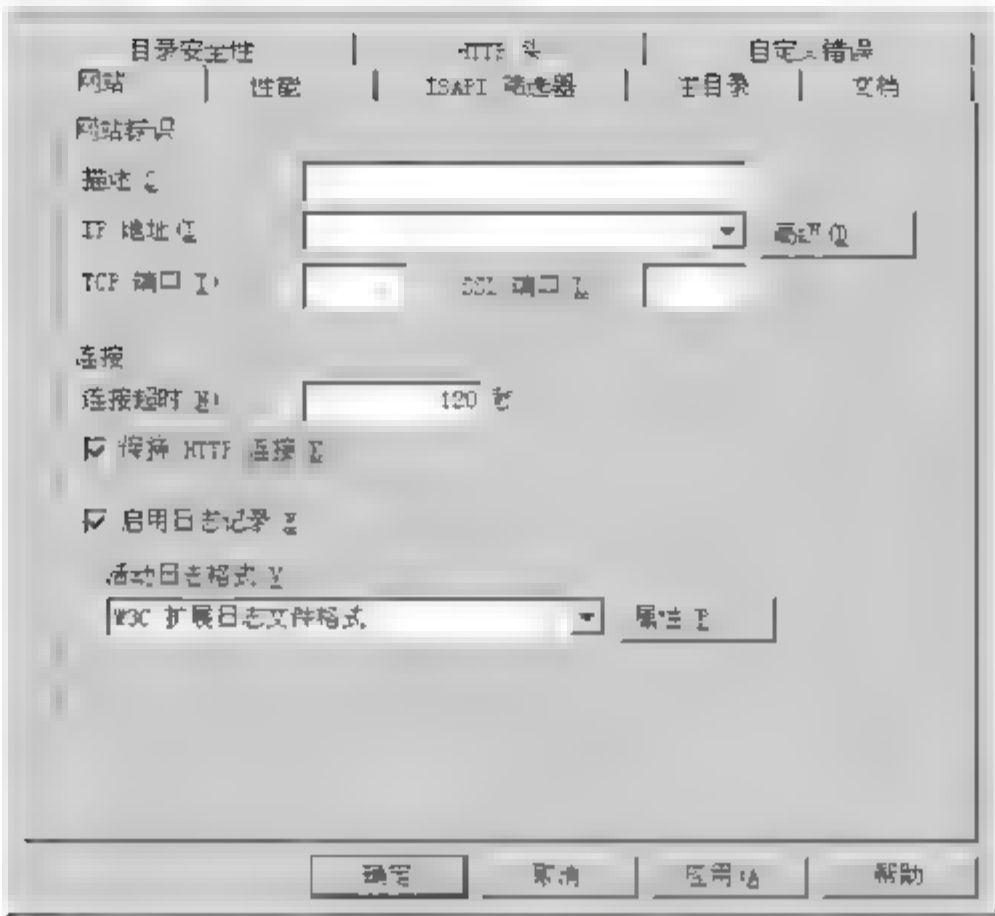 目录安全性 HTTP 头 自定义错误
网站 性能 ISAPI 筛选器 主目录 文档
网站标识
描述(S)
IP 地址(I) 高级(D)
TCP 端口(T) SSL 端口(L)
连接
连接超时(N) 120 秒
保持 HTTP 连接(K)
启用日志记录
活动日志格式(V)
W3C 扩展日志文件格式 属性(P)
确定 取消 应用(A) 帮助